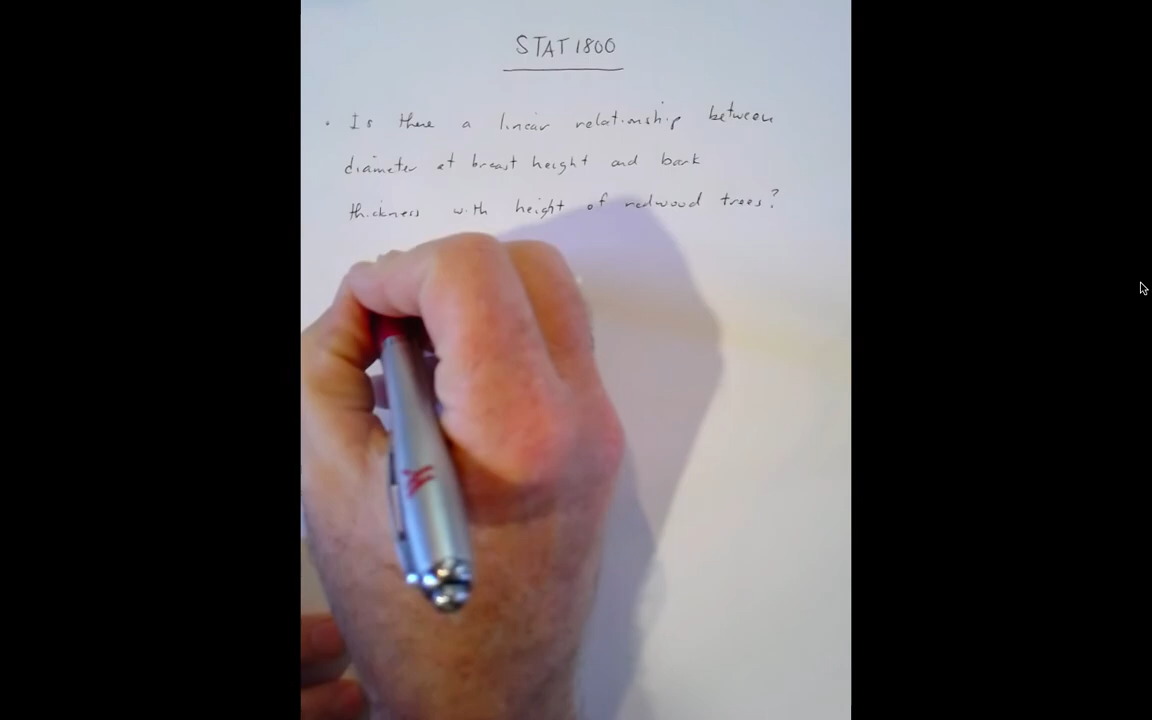 STAT 1800
• Is there a linear relationship between
diameter at breast height and bark
thickness with height of redwood trees?